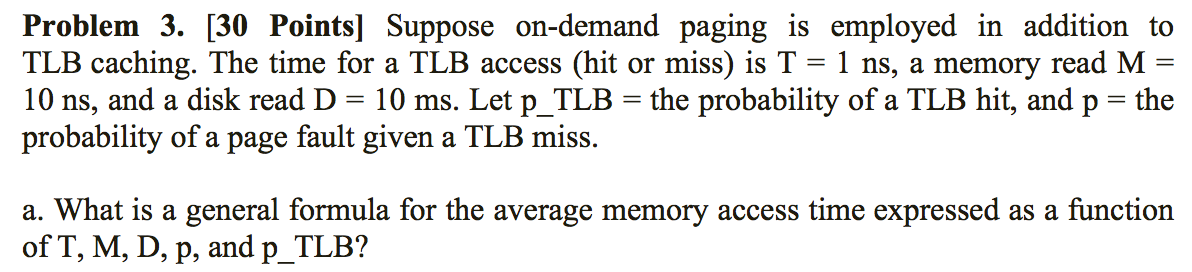 Problem 3. [30 Points] Suppose on-demand paging is employed in addition to
TLB caching. The time for a TLB access (hit or miss) is T = 1 ns, a memory read M =
10 ns, and a disk read D = 10 ms. Let p_TLB = the probability of a TLB hit, and p = the
probability of a page fault given a TLB miss.
a. What is a general formula for the average memory access time expressed as a function
of T, M, D, p, and p_TLB?